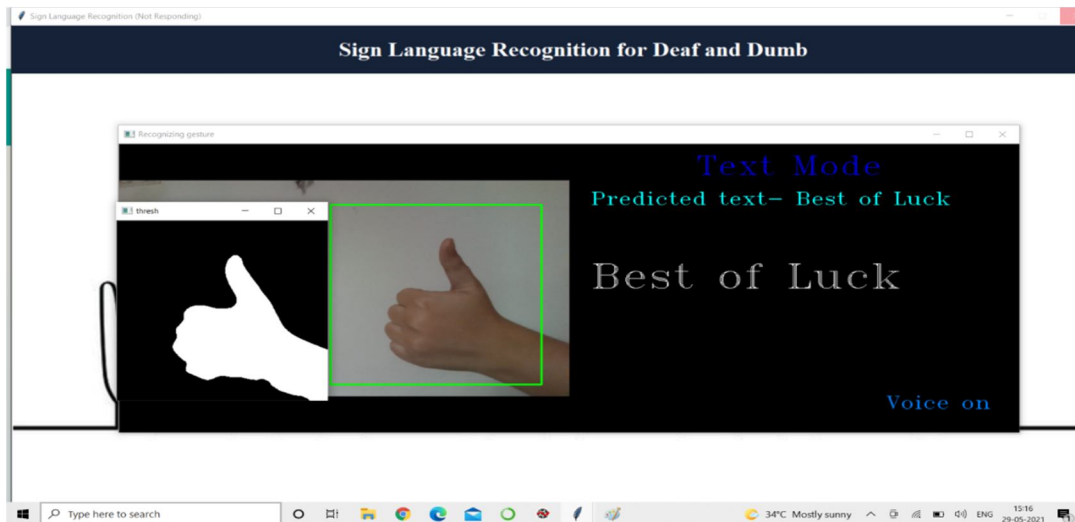 Sign Language Recognition (Not Responding)
Sign Language Recognition for Deaf and Dumb
Recognizing gesture
Text Mode
Predicted text- Best of Luck
thresh
Best of Luck
Voice on
Type here to search
34°C Mostly sunny
ENG
15:16
29-05-2021